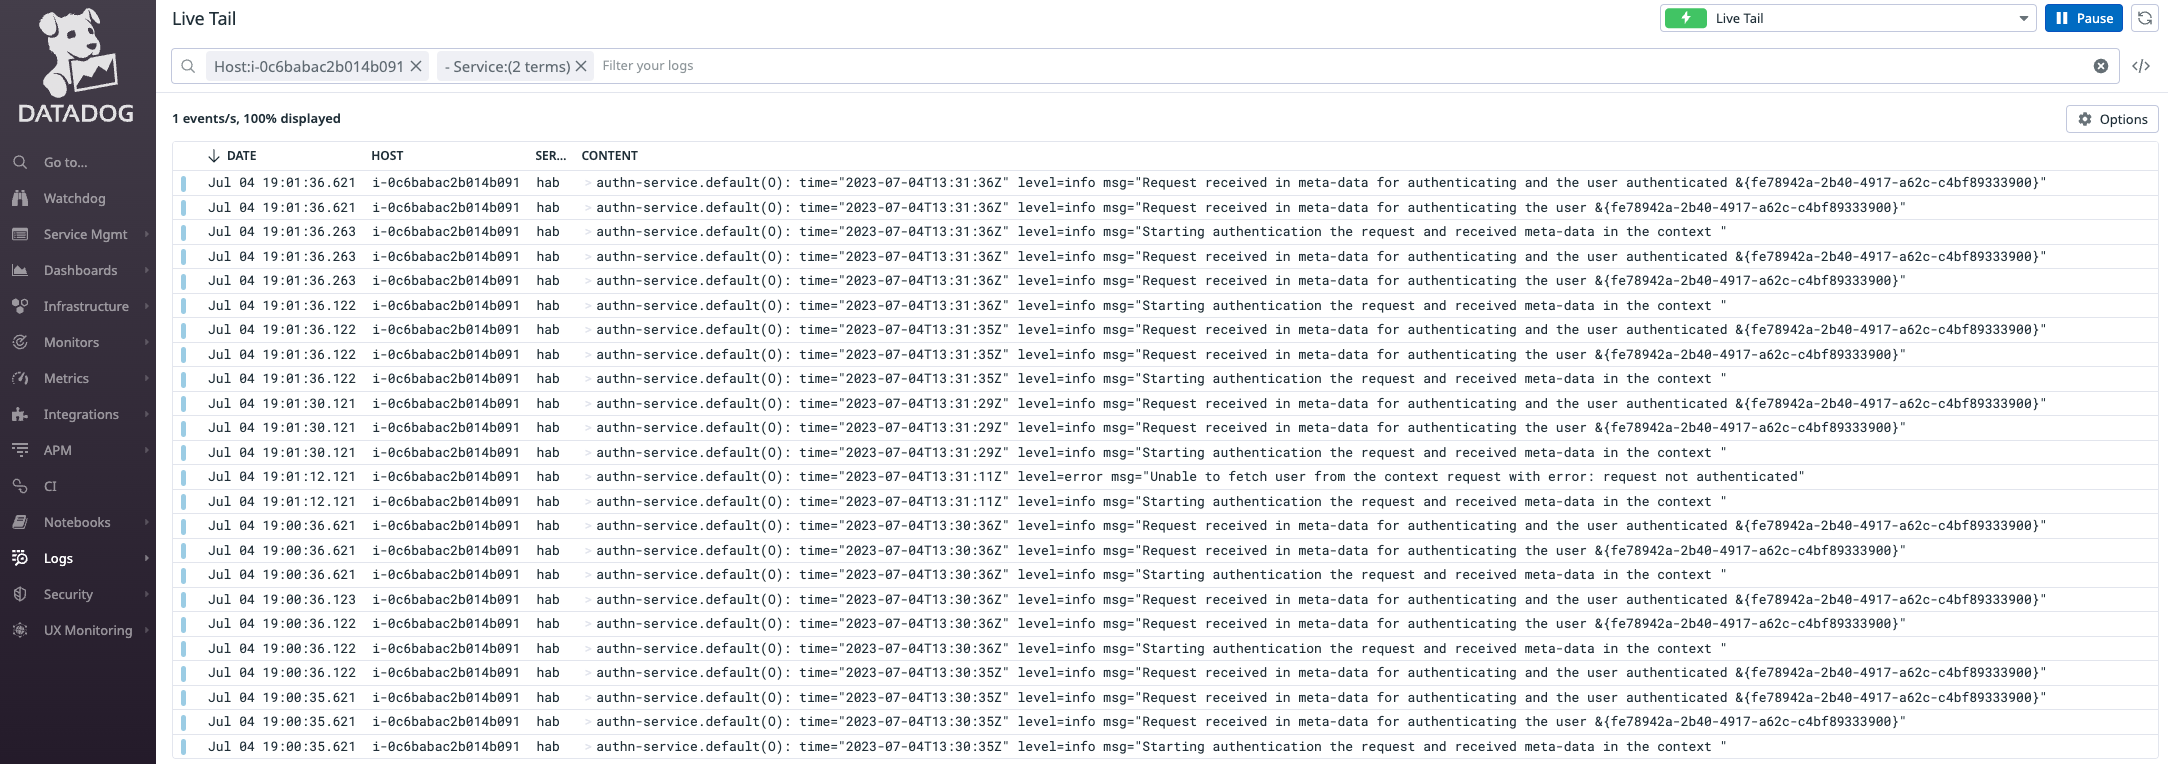 DATADOG
Go to...
Watchdog
Service Mgmt
Dashboards
Infrastructure
Monitors
Metrics
Integrations
APM
CI
Notebooks
Logs
Security
UX Monitoring
Live Tail
Live Tail
Pause
Host:i-0c6babac2b014b091
- Service:(2 terms)
Filter your logs
</>
1 events/s, 100% displayed
Options
DATE HOST SER... CONTENT
Jul 04 19:01:36.621 i-0c6babac2b014b091 hab > authn-service.default(O): time="2023-07-04T13:31:36Z" level=info msg="Request received in meta-data for authenticating and the user authenticated &{fe78942a-2b40-4917-a62c-c4bf89333900}"
Jul 04 19:01:36.621 i-0c6babac2b014b091 hab > authn-service.default(O): time="2023-07-04T13:31:36Z" level=info msg="Request received in meta-data for authenticating the user &{fe78942a-2b40-4917-a62c-c4bf89333900}"
Jul 04 19:01:36.263 i-0c6babac2b014b091 hab > authn-service.default(O): time="2023-07-04T13:31:36Z" level=info msg="Starting authentication the request and received meta-data in the context "
Jul 04 19:01:36.263 i-0c6babac2b014b091 hab > authn-service.default(O): time="2023-07-04T13:31:36Z" level=info msg="Request received in meta-data for authenticating and the user authenticated &{fe78942a-2b40-4917-a62c-c4bf89333900}"
Jul 04 19:01:36.263 i-0c6babac2b014b091 hab > authn-service.default(O): time="2023-07-04T13:31:36Z" level=info msg="Request received in meta-data for authenticating the user &{fe78942a-2b40-4917-a62c-c4bf89333900}"
Jul 04 19:01:36.122 i-0c6babac2b014b091 hab > authn-service.default(O): time="2023-07-04T13:31:36Z" level=info msg="Starting authentication the request and received meta-data in the context "
Jul 04 19:01:36.122 i-0c6babac2b014b091 hab > authn-service.default(O): time="2023-07-04T13:31:35Z" level=info msg="Request received in meta-data for authenticating and the user authenticated &{fe78942a-2b40-4917-a62c-c4bf89333900}"
Jul 04 19:01:36.122 i-0c6babac2b014b091 hab > authn-service.default(O): time="2023-07-04T13:31:35Z" level=info msg="Request received in meta-data for authenticating the user &{fe78942a-2b40-4917-a62c-c4bf89333900}"
Jul 04 19:01:36.122 i-0c6babac2b014b091 hab > authn-service.default(O): time="2023-07-04T13:31:35Z" level=info msg="Starting authentication the request and received meta-data in the context "
Jul 04 19:01:30.121 i-0c6babac2b014b091 hab > authn-service.default(O): time="2023-07-04T13:31:29Z" level=info msg="Request received in meta-data for authenticating and the user authenticated &{fe78942a-2b40-4917-a62c-c4bf89333900}"
Jul 04 19:01:30.121 i-0c6babac2b014b091 hab > authn-service.default(O): time="2023-07-04T13:31:29Z" level=info msg="Request received in meta-data for authenticating the user &{fe78942a-2b40-4917-a62c-c4bf89333900}"
Jul 04 19:01:30.121 i-0c6babac2b014b091 hab > authn-service.default(O): time="2023-07-04T13:31:29Z" level=info msg="Starting authentication the request and received meta-data in the context "
Jul 04 19:01:12.121 i-0c6babac2b014b091 hab > authn-service.default(O): time="2023-07-04T13:31:11Z" level=error msg="Unable to fetch user from the context request with error: request not authenticated"
Jul 04 19:01:12.121 i-0c6babac2b014b091 hab > authn-service.default(O): time="2023-07-04T13:31:11Z" level=info msg="Starting authentication the request and received meta-data in the context "
Jul 04 19:00:36.621 i-0c6babac2b014b091 hab > authn-service.default(O): time="2023-07-04T13:30:36Z" level=info msg="Request received in meta-data for authenticating and the user authenticated &{fe78942a-2b40-4917-a62c-c4bf89333900}"
Jul 04 19:00:36.621 i-0c6babac2b014b091 hab > authn-service.default(O): time="2023-07-04T13:30:36Z" level=info msg="Request received in meta-data for authenticating the user &{fe78942a-2b40-4917-a62c-c4bf89333900}"
Jul 04 19:00:36.621 i-0c6babac2b014b091 hab > authn-service.default(O): time="2023-07-04T13:30:36Z" level=info msg="Starting authentication the request and received meta-data in the context "
Jul 04 19:00:36.123 i-0c6babac2b014b091 hab > authn-service.default(O): time="2023-07-04T13:30:36Z" level=info msg="Request received in meta-data for authenticating and the user authenticated &{fe78942a-2b40-4917-a62c-c4bf89333900}"
Jul 04 19:00:36.122 i-0c6babac2b014b091 hab > authn-service.default(O): time="2023-07-04T13:30:36Z" level=info msg="Request received in meta-data for authenticating the user &{fe78942a-2b40-4917-a62c-c4bf89333900}"
Jul 04 19:00:36.122 i-0c6babac2b014b091 hab > authn-service.default(O): time="2023-07-04T13:30:36Z" level=info msg="Starting authentication the request and received meta-data in the context "
Jul 04 19:00:36.122 i-0c6babac2b014b091 hab > authn-service.default(O): time="2023-07-04T13:30:35Z" level=info msg="Request received in meta-data for authenticating and the user authenticated &{fe78942a-2b40-4917-a62c-c4bf89333900}"
Jul 04 19:00:35.621 i-0c6babac2b014b091 hab > authn-service.default(O): time="2023-07-04T13:30:35Z" level=info msg="Request received in meta-data for authenticating and the user authenticated &{fe78942a-2b40-4917-a62c-c4bf89333900}"
Jul 04 19:00:35.621 i-0c6babac2b014b091 hab > authn-service.default(O): time="2023-07-04T13:30:35Z" level=info msg="Request received in meta-data for authenticating the user &{fe78942a-2b40-4917-a62c-c4bf89333900}"
Jul 04 19:00:35.621 i-0c6babac2b014b091 hab > authn-service.default(O): time="2023-07-04T13:30:35Z" level=info msg="Starting authentication the request and received meta-data in the context "